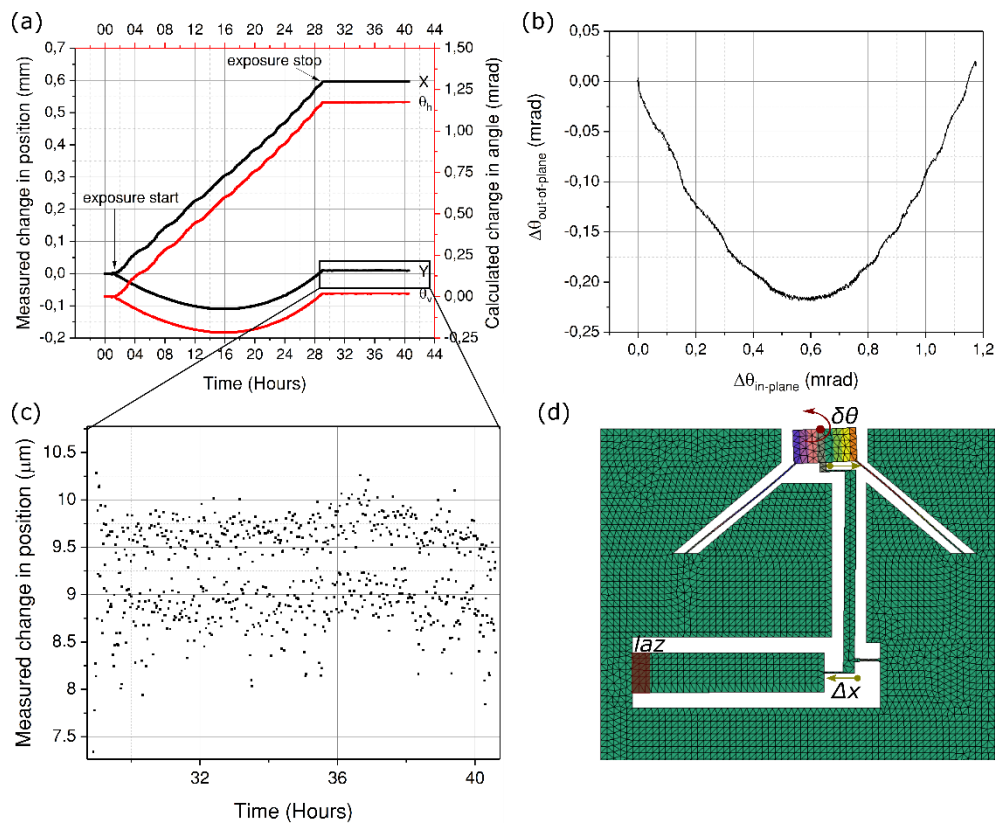 (a)
00 04 08 12 16 20 24 28 32 36 40 44
0,7
0,6
0,5
0,4
0,3
0,2
0,1
0,0
-0,1
-0,2
Measured change in position (mm)
exposure stop
exposure start
X
θh
Y
θv
1,50
1,25
1,00
0,75
0,50
0,25
0,00
-0,25
Calculated change in angle (mrad)
00 04 08 12 16 20 24 28 32 36 40 44
Time (Hours)
(b)
0,00
-0,05
-0,10
-0,15
-0,20
-0,25
Δθout-of-plane (mrad)
0,0 0,2 0,4 0,6 0,8 1,0 1,2
Δθin-plane (mrad)
(c)
10.5
10
9.5
9
8.5
8
7.5
Measured change in position (μm)
32 36 40
Time (Hours)
(d)
δθ
laz
Δx